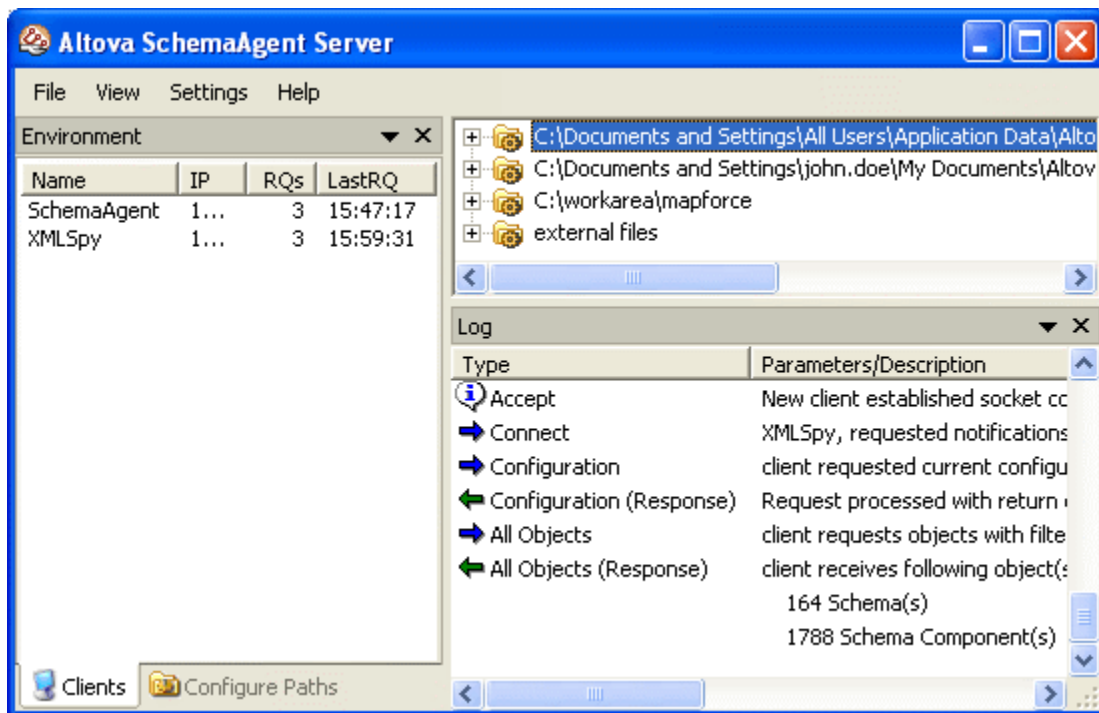 Altova SchemaAgent Server
File View Settings Help
Environment
Name IP RQs LastRQ
SchemaAgent 1... 3 15:47:17
XMLSpy 1... 3 15:59:31
Clients Configure Paths
C:\Documents and Settings\All Users\Application Data\Alto
C:\Documents and Settings\john.doe\My Documents\Altov
C:\workarea\mapforce
external files
Log
Type Parameters/Description
Accept New client established socket cc
Connect XMLSpy, requested notifications
Configuration client requested current configu
Configuration (Response) Request processed with return
All Objects client requests objects with filte
All Objects (Response) client receives following object(s
164 Schema(s)
1788 Schema Component(s)